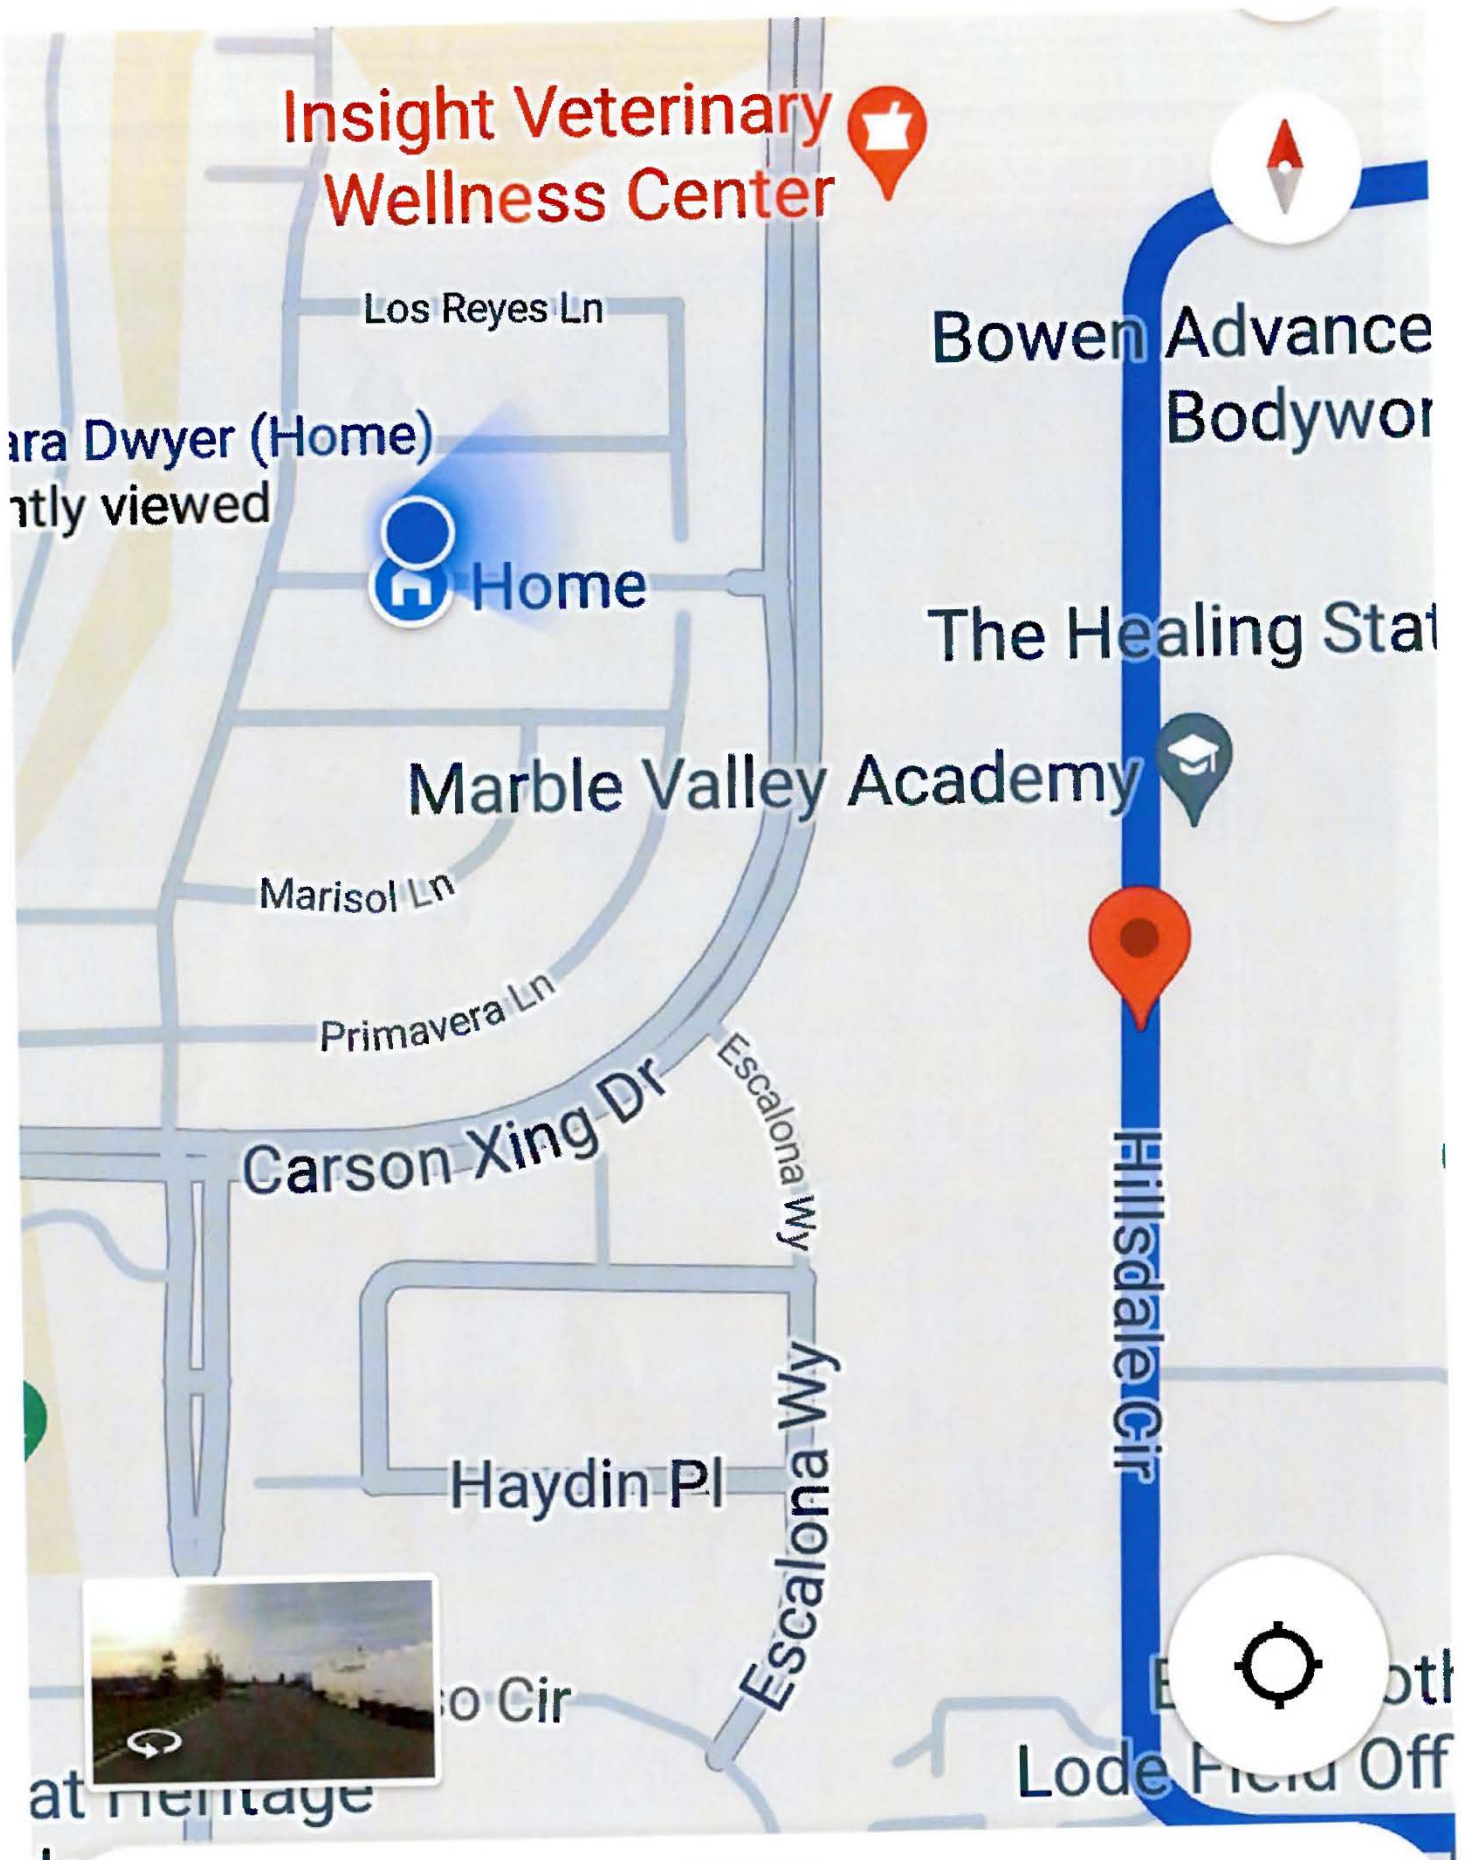 Insight Veterinary
Wellness Center
Los Reyes Ln
Bowen Advance
Bodywor
ara Dwyer (Home)
ntly viewed
Home
The Healing Stat
Marble Valley Academy
Marisol Ln
Primavera Ln
Escalona Wy
Carson Xing Dr
Hillsdale Cir
Haydin Pl
Escalona Wy
so Cir
oth
Lode Field Off
at Heritage